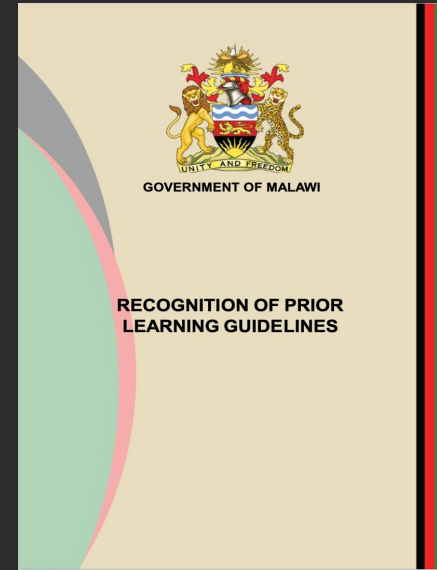 UNITY AND FREEDOM
GOVERNMENT OF MALAWI
RECOGNITION OF PRIOR
LEARNING GUIDELINES